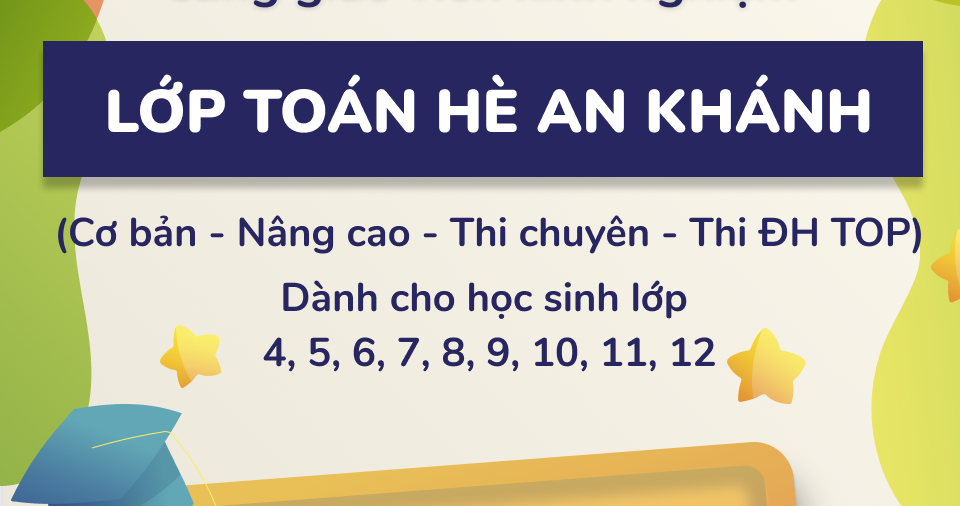 LỚP TOÁN HÈ AN KHÁNH
(Cơ bản - Nâng cao - Thi chuyên - Thi ĐH TOP)
Dành cho học sinh lớp
4, 5, 6, 7, 8, 9, 10, 11, 12